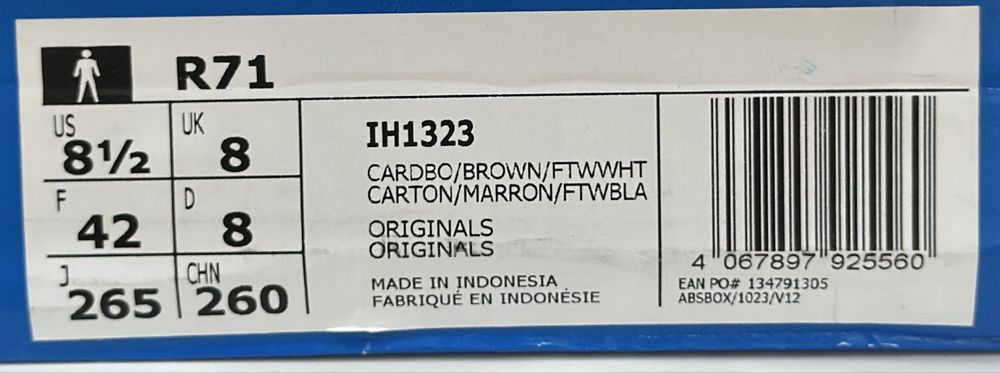 R71
US
8½
UK
8
F
42
D
8
J
265
CHN
260
IH1323
CARDBO/BROWN/FTWWHT
CARTON/MARRON/FTWBLA
ORIGINALS
ORIGINALS
MADE IN INDONESIA
FABRIQUÉ EN INDONÉSIE
4 067897 925560
EAN PO# 134791305
ABSBOX/1023/V12